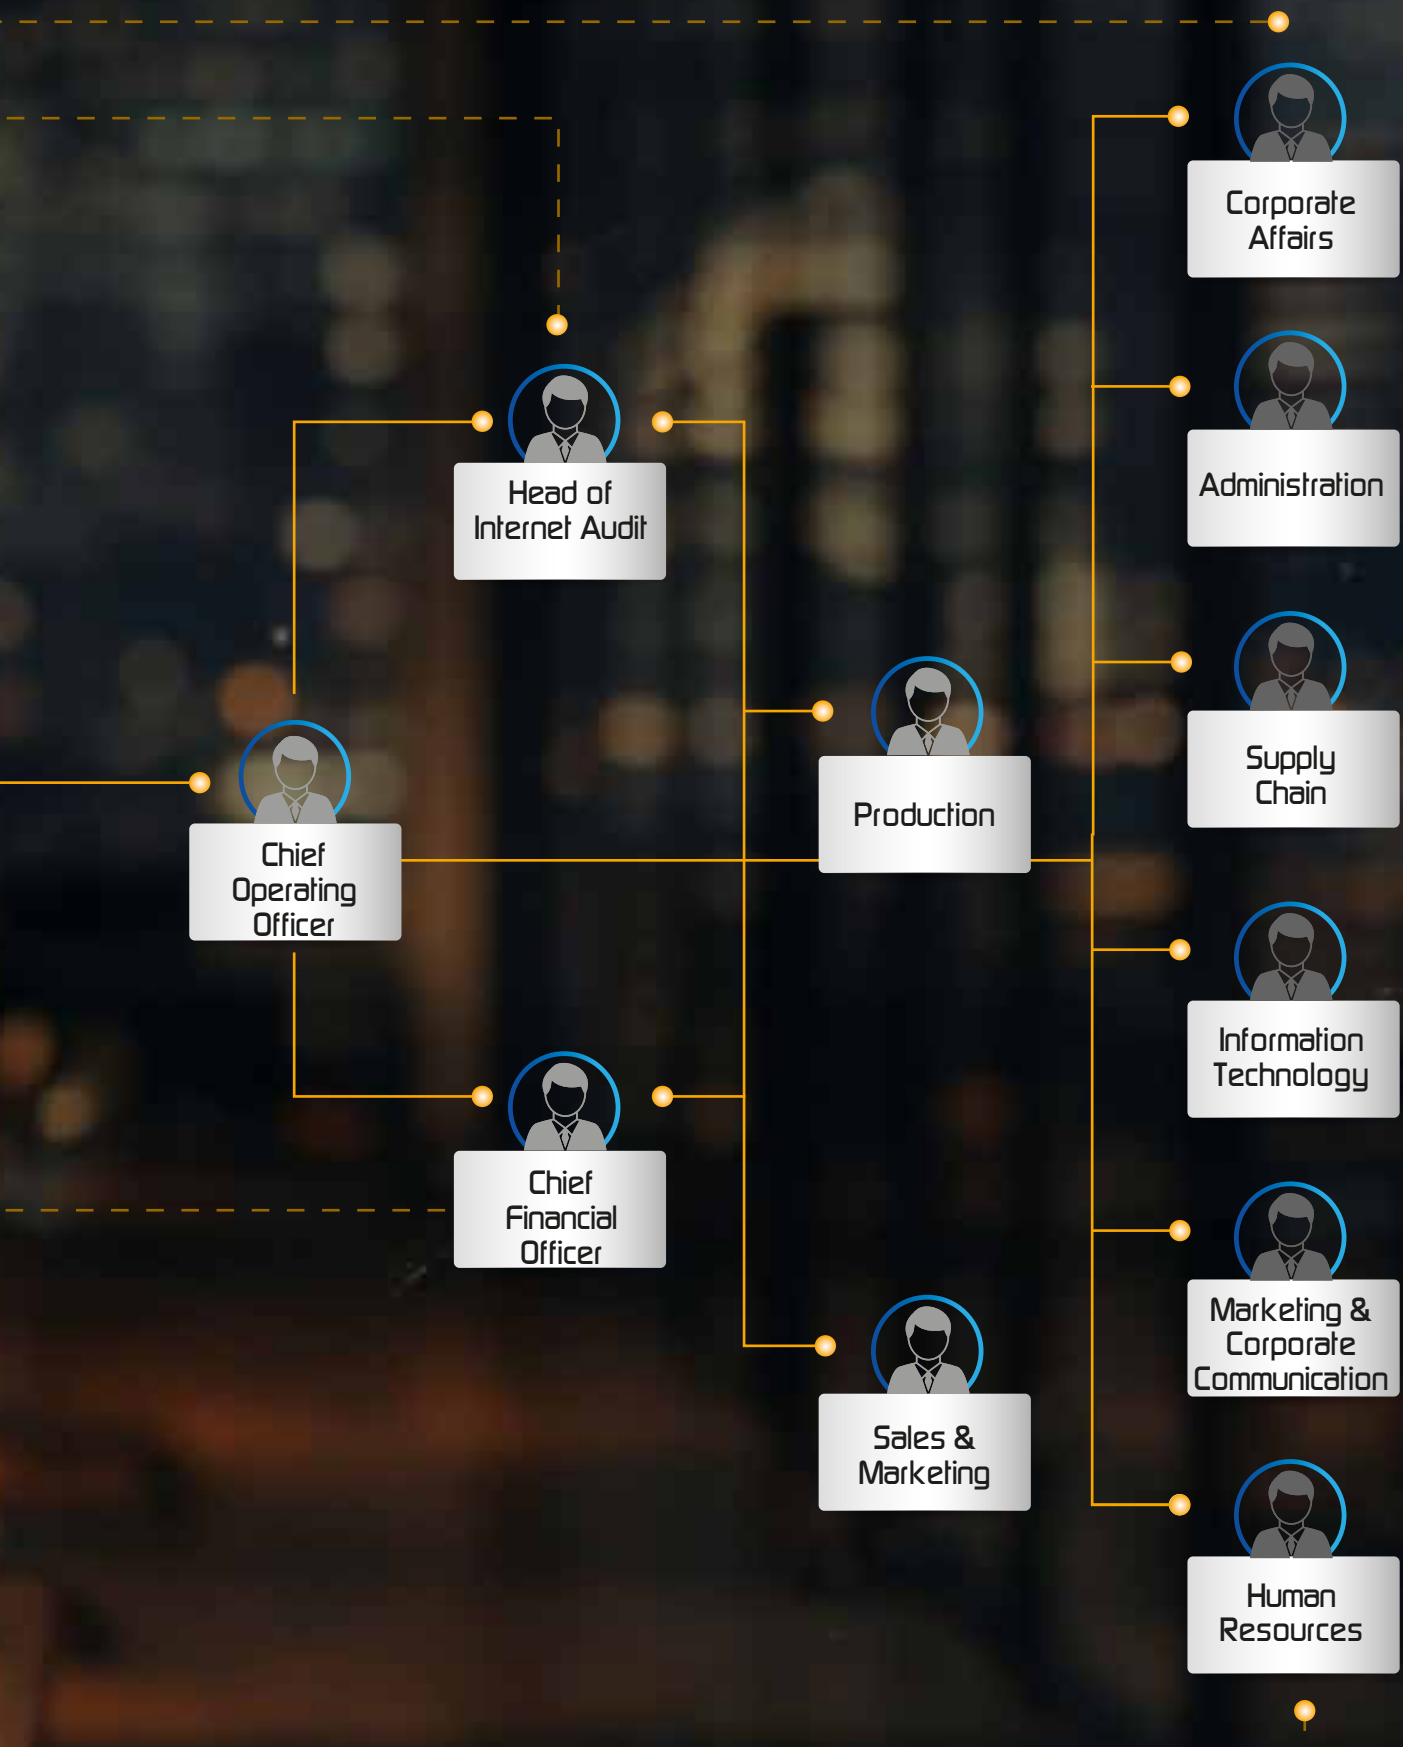 Corporate
Affairs
Administration
Head of
Internet Audit
Supply
Chain
Production
Chief
Operating
Officer
Information
Technology
Chief
Financial
Officer
Marketing &
Corporate
Communication
Sales &
Marketing
Human
Resources